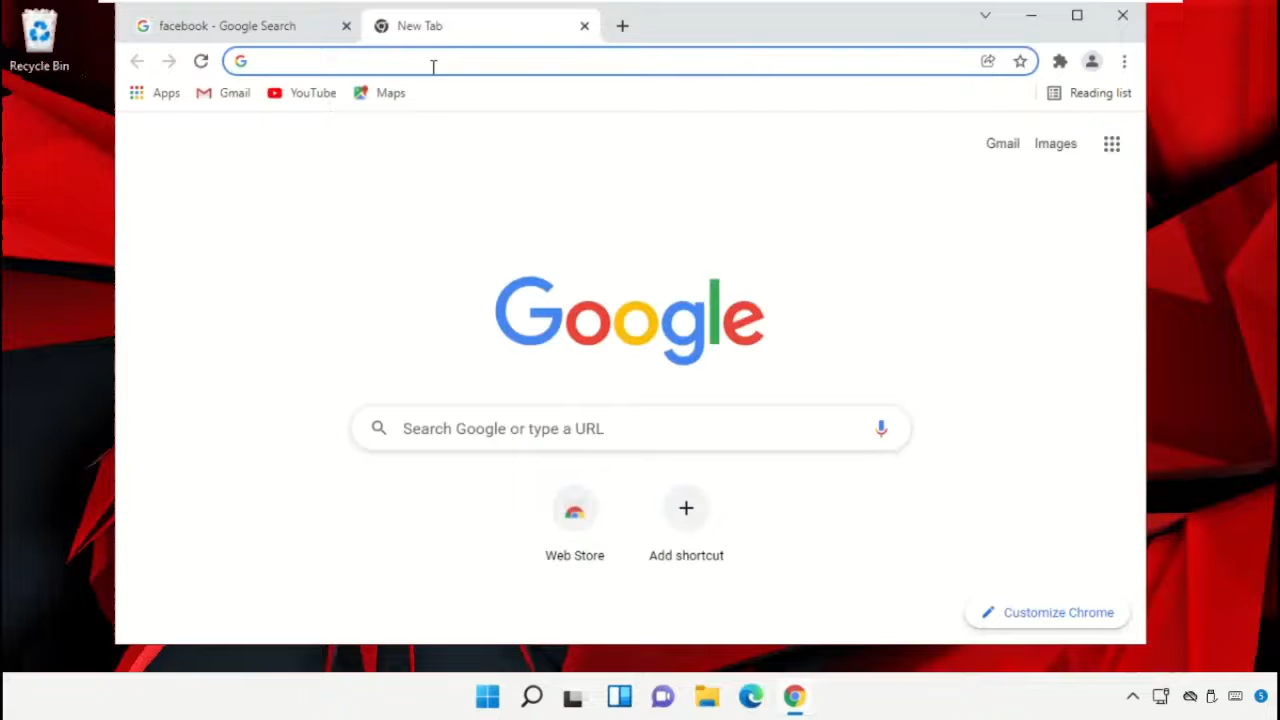 facebook - Google Search
New Tab
Recycle Bin
Apps
Gmail
YouTube
Maps
Reading list
Gmail
Images
Google
Search Google or type a URL
Web Store
Add shortcut
Customize Chrome
5